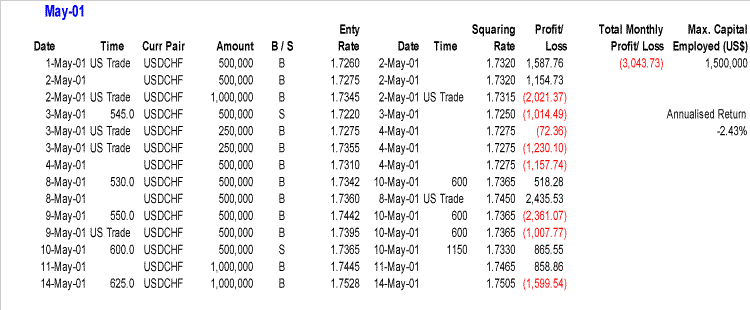 May-01
Enty Squaring Profit/ Total Monthly Max. Capital
Date Time Curr Pair Amount B / S Rate Date Time Rate Loss Profit/ Loss Employed (US$)
1-May-01 US Trade USDCHF 500,000 B 1.7260 2-May-01 1.7320 1,587.76 (3,043.73) 1,500,000
2-May-01 USDCHF 500,000 B 1.7275 2-May-01 1.7320 1,154.73
2-May-01 US Trade USDCHF 1,000,000 B 1.7345 2-May-01 US Trade 1.7315 (2,021.37)
3-May-01 545.0 USDCHF 500,000 S 1.7220 3-May-01 1.7250 (1,014.49) Annualised Return
3-May-01 US Trade USDCHF 250,000 B 1.7275 4-May-01 1.7275 (72.36) -2.43%
3-May-01 US Trade USDCHF 250,000 B 1.7355 4-May-01 1.7275 (1,230.10)
4-May-01 USDCHF 500,000 B 1.7310 4-May-01 1.7275 (1,157.74)
8-May-01 530.0 USDCHF 500,000 B 1.7342 10-May-01 600 1.7365 518.28
8-May-01 USDCHF 500,000 B 1.7360 8-May-01 US Trade 1.7450 2,435.53
9-May-01 550.0 USDCHF 500,000 B 1.7442 10-May-01 600 1.7365 (2,361.07)
9-May-01 US Trade USDCHF 500,000 B 1.7395 10-May-01 600 1.7365 (1,007.77)
10-May-01 600.0 USDCHF 500,000 S 1.7365 10-May-01 1150 1.7330 865.55
11-May-01 USDCHF 1,000,000 B 1.7445 11-May-01 1.7465 858.86
14-May-01 625.0 USDCHF 1,000,000 B 1.7528 14-May-01 1.7505 (1,599.54)